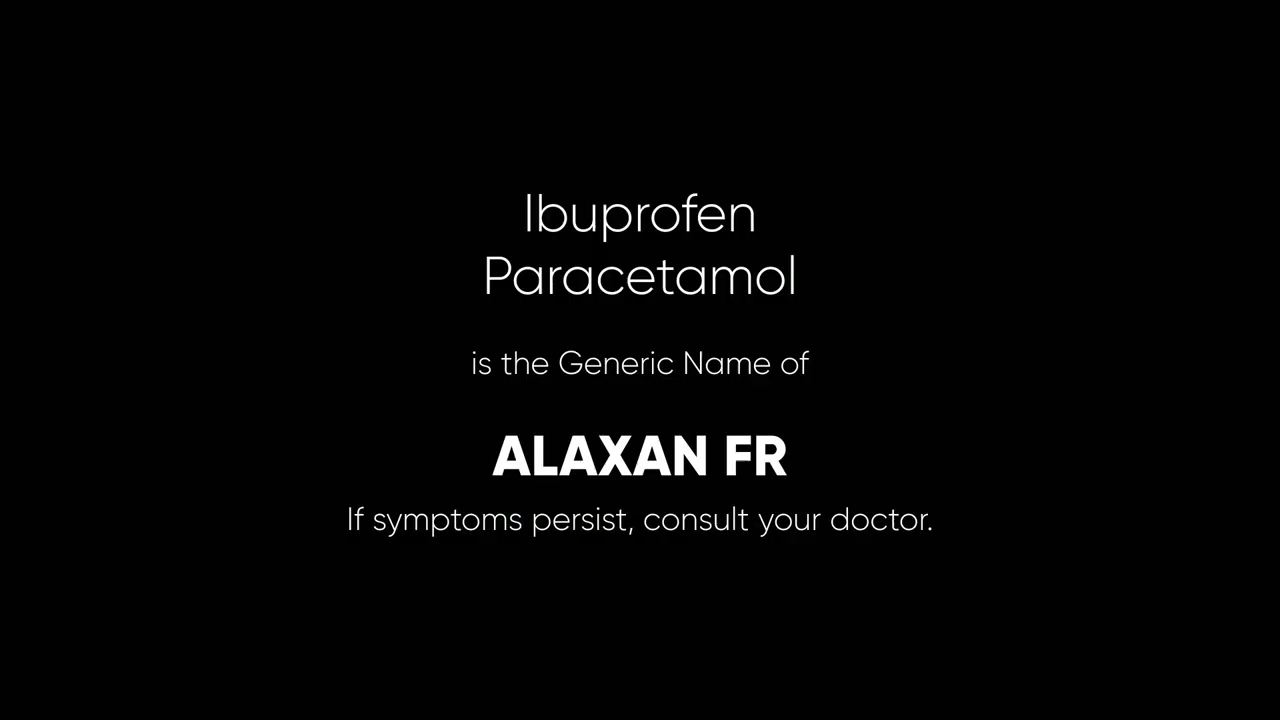 Ibuprofen
Paracetamol
is the Generic Name of
ALAXAN FR
If symptoms persist, consult your doctor.